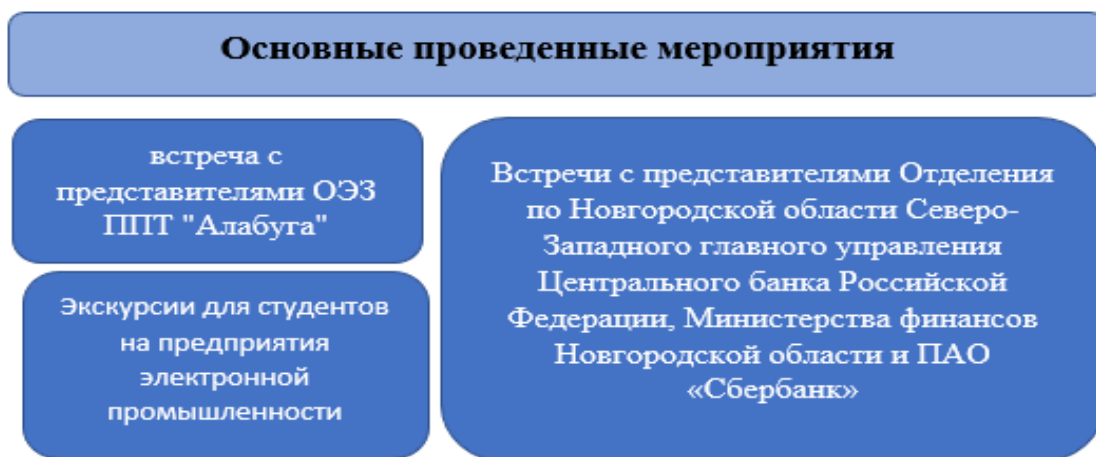 Основные проведенные мероприятия
встреча с
представителями ОЭЗ
ППТ "Алабуга"
Экскурсии для студентов
на предприятия
электронной
промышленности
Встречи с представителями Отделения
по Новгородской области Северо-
Западного главного управления
Центрального банка Российской
Федерации, Министерства финансов
Новгородской области и ПАО
«Сбербанк»